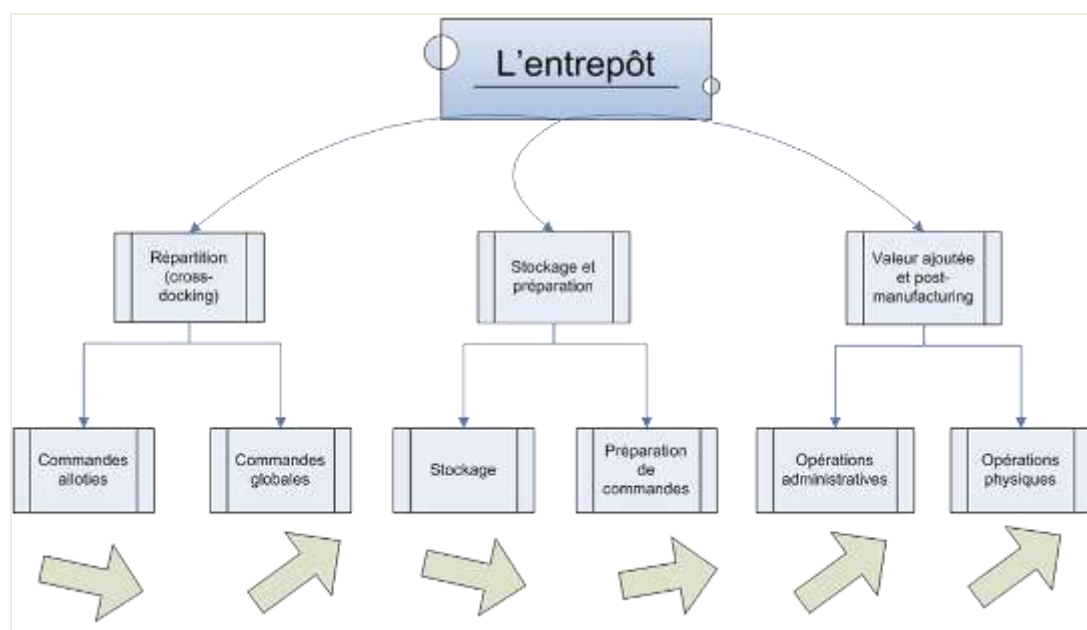 L'entrepôt
Répartition
(cross-
docking)
Stockage et
préparation
Valeur ajoutée
et post-
manufacturing
Commandes
alloties
Commandes
globales
Stockage
Préparation
de
commandes
Opérations
administratives
Opérations
physiques